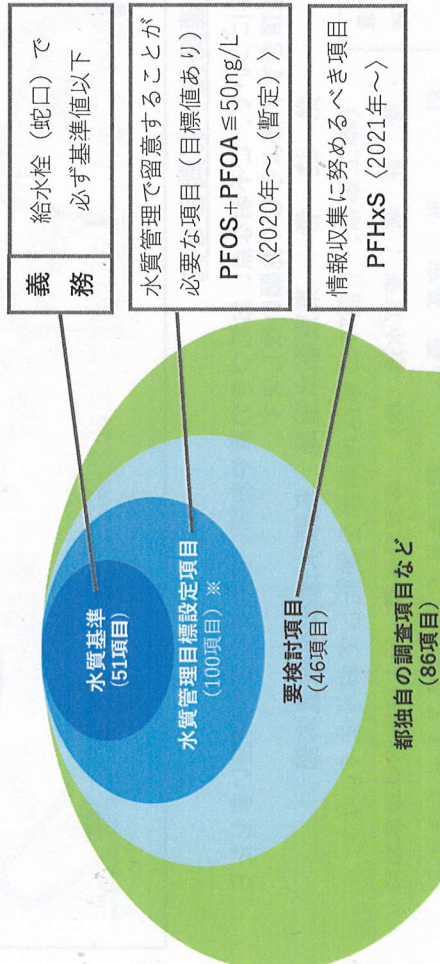 水質基準
(51項目)
水質管理目標設定項目
(100項目) ※
要検討項目
(46項目)
都独自の調査項目など
(86項目)
義務
給水栓（蛇口）で
必ず基準値以下
水質管理で留意することが
必要な項目（目標値あり）
PFOS+PFOA≦50ng/L
〈2020年～（暫定）〉
情報収集に努めるべき項目
PFHxS〈2021年～〉